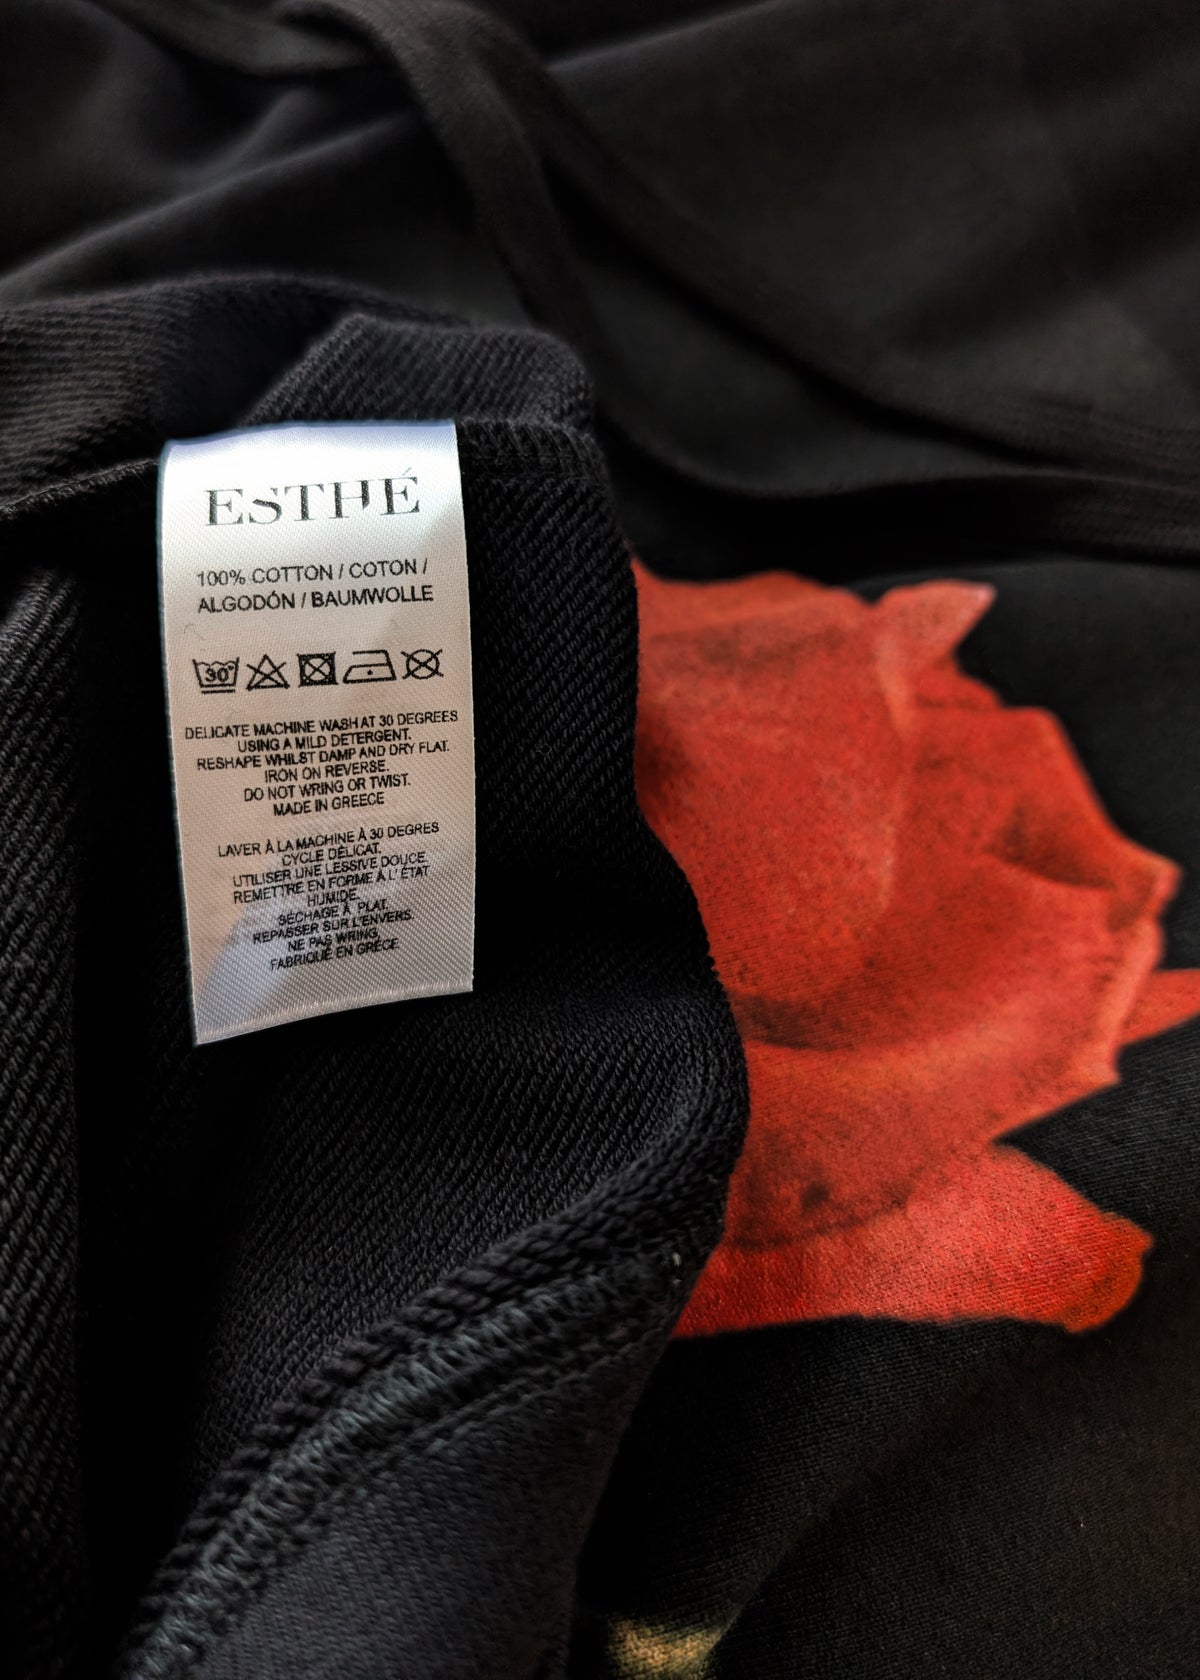 ESTHÉ
100% COTTON / COTON /
ALGODÓN / BAUMWOLLE
30°
DELICATE MACHINE WASH AT 30 DEGREES
USING A MILD DETERGENT.
RESHAPE WHILST DAMP AND DRY FLAT.
IRON ON REVERSE.
DO NOT WRING OR TWIST.
MADE IN GREECE
LAVER À LA MACHINE À 30 DEGRES
CYCLE DÉLICAT.
UTILISER UNE LESSIVE DOUCE.
REMETTRE EN FORME À L' ÉTAT
HUMIDE.
SÉCHAGE À PLAT.
REPASSER SUR L'ENVERS.
NE PAS WRING.
FABRIQUÉ EN GRÈCE